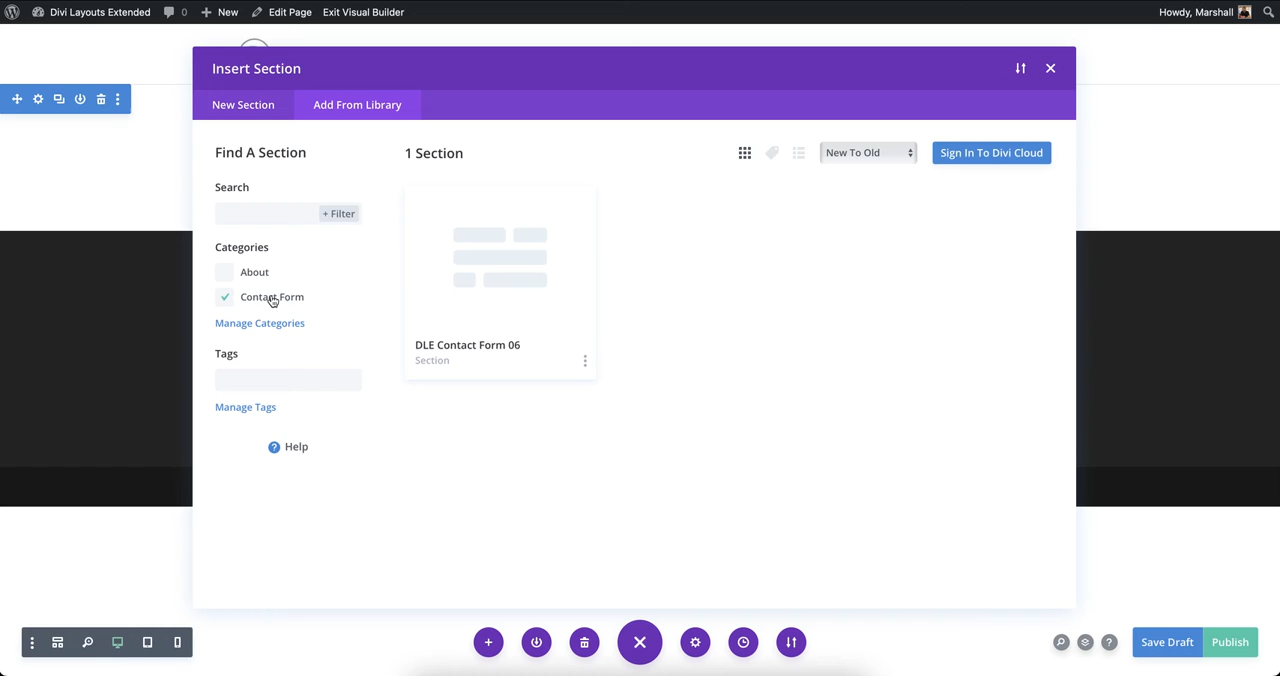 Divi Layouts Extended 0 New Edit Page Exit Visual Builder Howdy, Marshall
Insert Section
New Section Add From Library
Find A Section
Search
+ Filter
Categories
About
Contact Form
Manage Categories
Tags
Manage Tags
? Help
1 Section
New To Old
Sign In To Divi Cloud
DLE Contact Form 06
Section
? Save Draft Publish